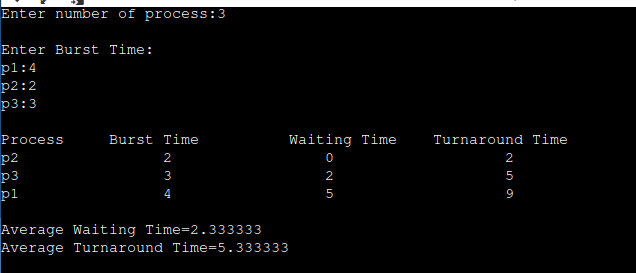 Enter number of process:3
Enter Burst Time:
p1:4
p2:2
p3:3
Process Burst Time Waiting Time Turnaround Time
p2 2 0 2
p3 3 2 5
p1 4 5 9
Average Waiting Time=2.333333
Average Turnaround Time=5.333333